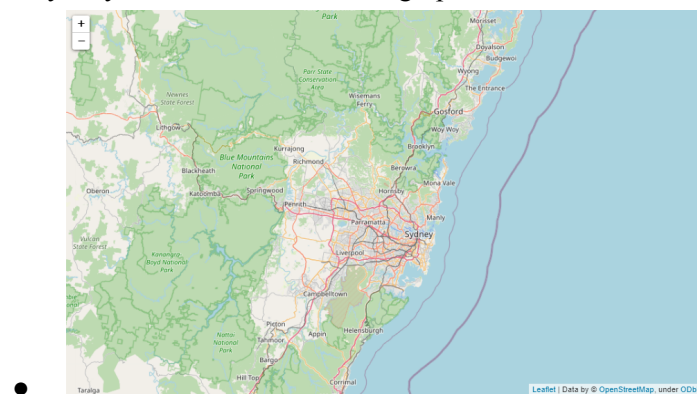 +
−
Park
Morisset
Doyalson
Budgewoi
Parr State
Conservation
Area
Wyong
The Entrance
Newnes
State Forest
Wisemans
Ferry
Gosford
Lithgow
Woy Woy
Kurrajong
Brooklyn
Richmond
Blue Mountains
National
Park
Blackheath
Berowra
Mona Vale
Oberon
Katoomba
Springwood
Hornsby
Penrith
Parramatta
Manly
Sydney
Vulcan
State Forest
Liverpool
Kanangra-
Boyd National
Park
Campbelltown
Picton
Nattai
National
Park
Tahmoor
Appin
Helensburgh
Bargo
Hill Top
Corrimal
Taralga
Leaflet | Data by © OpenStreetMap, under ODb